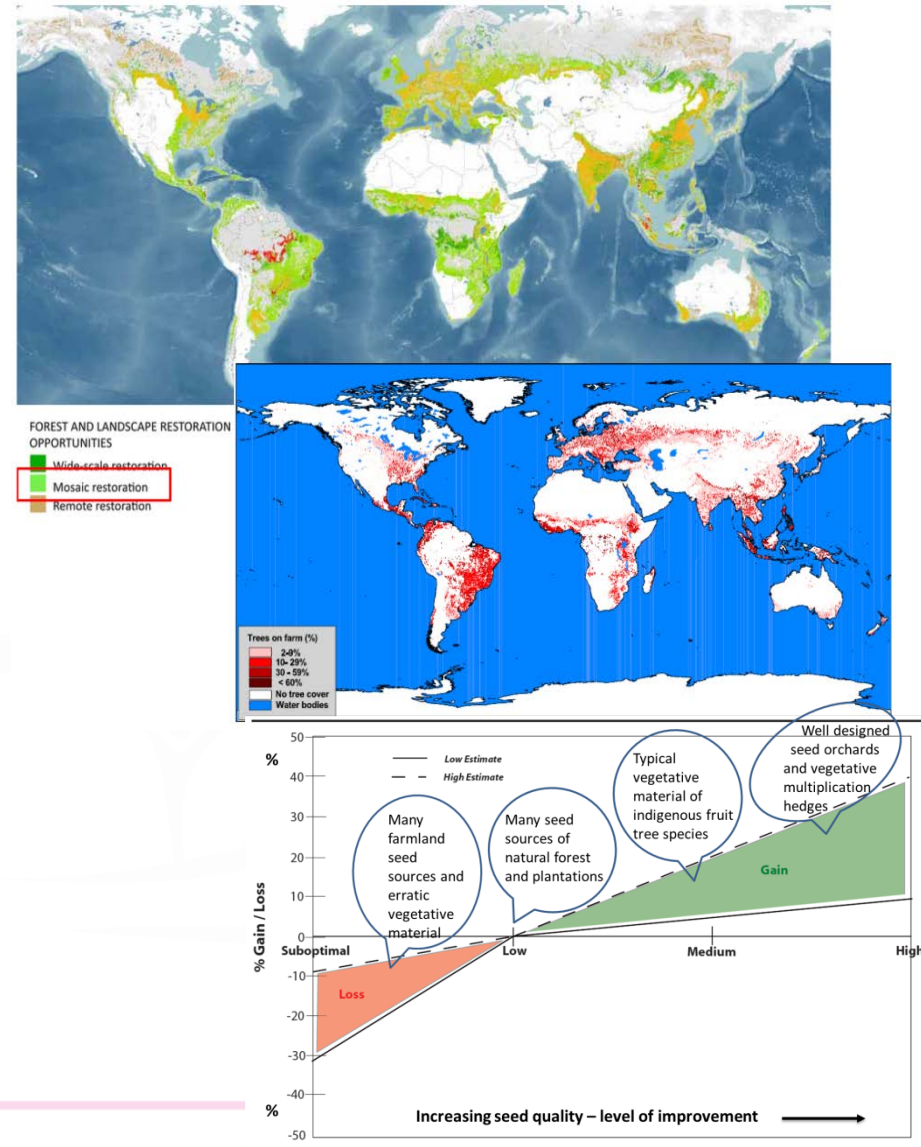 FOREST AND LANDSCAPE RESTORATION
OPPORTUNITIES
Wide-scale restoration
Mosaic restoration
Remote restoration
Trees on farm (%)
2-9%
10- 29%
30 - 59%
< 60%
No tree cover
Water bodies
50
%
40
30
20
10
0
-10
-20
-30
-40
%
-50
% Gain / Loss
Low Estimate
High Estimate
Many
farmland
seed
sources and
erratic
vegetative
material
Many seed
sources of
natural forest
and plantations
Typical
vegetative
material of
indigenous fruit
tree species
Well designed
seed orchards
and vegetative
multiplication
hedges
Gain
Loss
Suboptimal
Low
Medium
High
Increasing seed quality – level of improvement